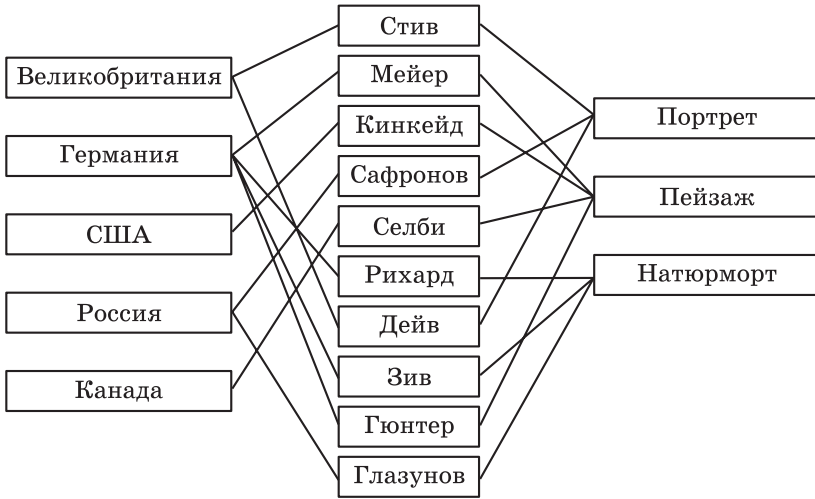 Великобритания
Германия
США
Россия
Канада
Стив
Мейер
Кинкейд
Сафронов
Селби
Рихард
Дейв
Зив
Гюнтер
Глазунов
Портрет
Пейзаж
Натюрморт